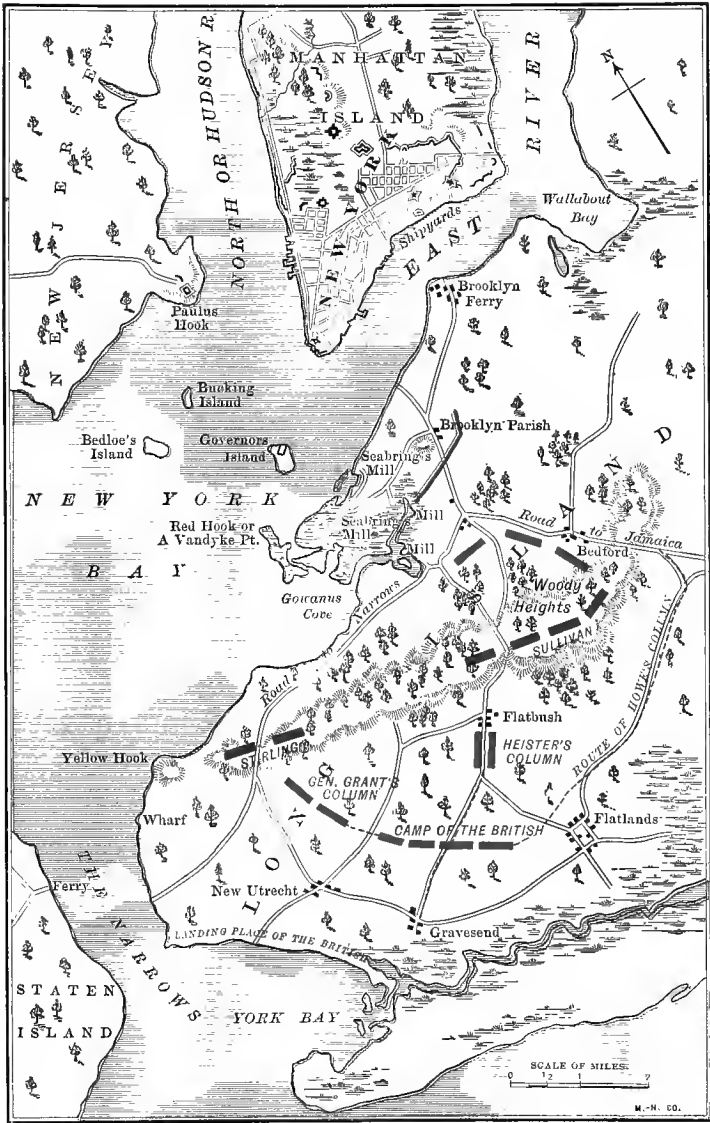 MANHATTAN
ISLAND
NEW YORK
NORTH OR HUDSON R
EAST RIVER
N
NEW JERSEY
Wallabout
Bay
Shipyards
Brooklyn
Ferry
Paulus
Hook
Bucking
Island
Bedloe's
Island
Governors
Island
Brooklyn Parish
Seabring's
Mill
NEW YORK
BAY
Red Hook or
A Vandyke Pt.
Seabring's
Mill
Mill
Mill
Road to Jamaica
Bedford
Gowanus
Cove
Road to Narrows
Woody
Heights
SULLIVAN
LONG ISLAND
ROUTE OF HOWE'S COLUMN
Flatbush
HEISTER'S
COLUMN
Yellow Hook
STIRLING
GEN. GRANT'S
COLUMN
Wharf
CAMP OF THE BRITISH
Flatlands
Ferry
THE NARROWS
New Utrecht
Gravesend
LANDING PLACE OF THE BRITISH
STATEN
ISLAND
YORK BAY
SCALE OF MILES
0 1/2 1 2
M.-N. CO.